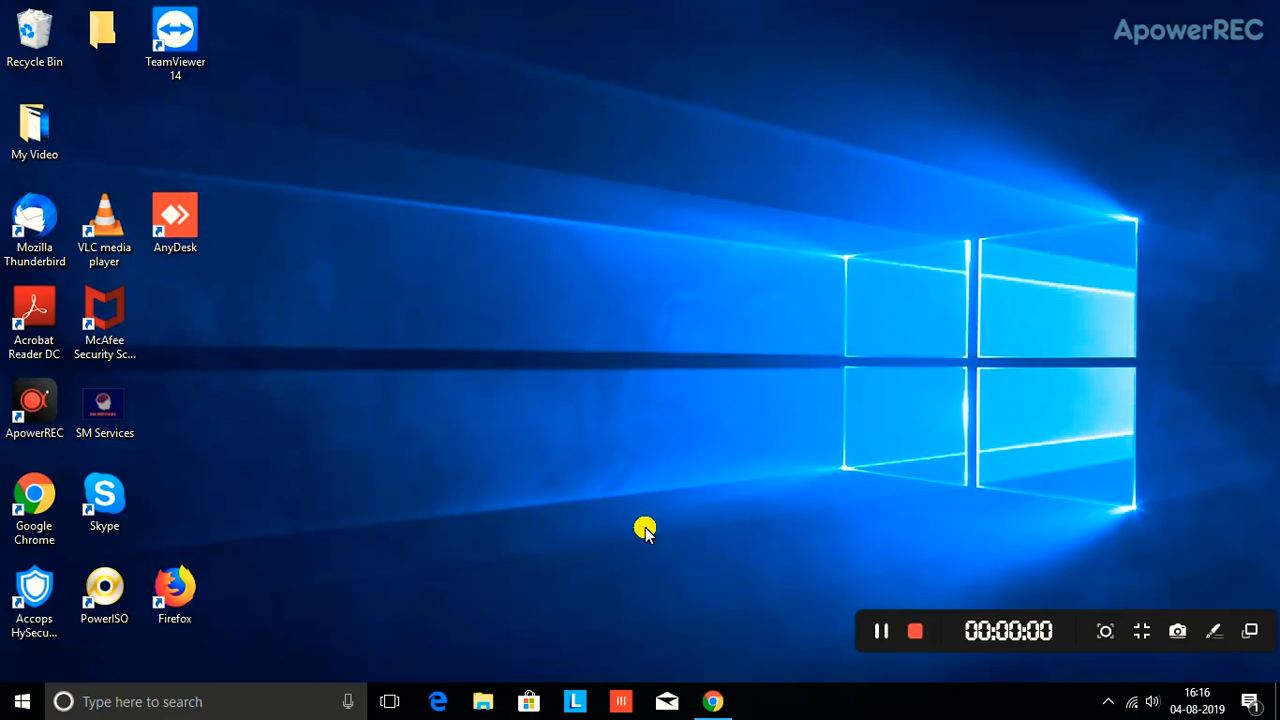 ApowerREC
Recycle Bin
TeamViewer
14
My Video
Mozilla
Thunderbird
VLC media
player
AnyDesk
Acrobat
Reader DC
McAfee
Security Sc...
ApowerREC
SM Services
Google
Chrome
Skype
Accops
HySecu...
PowerISO
Firefox
00:00:00
Type here to search
L
16:16
04-08-2019
1